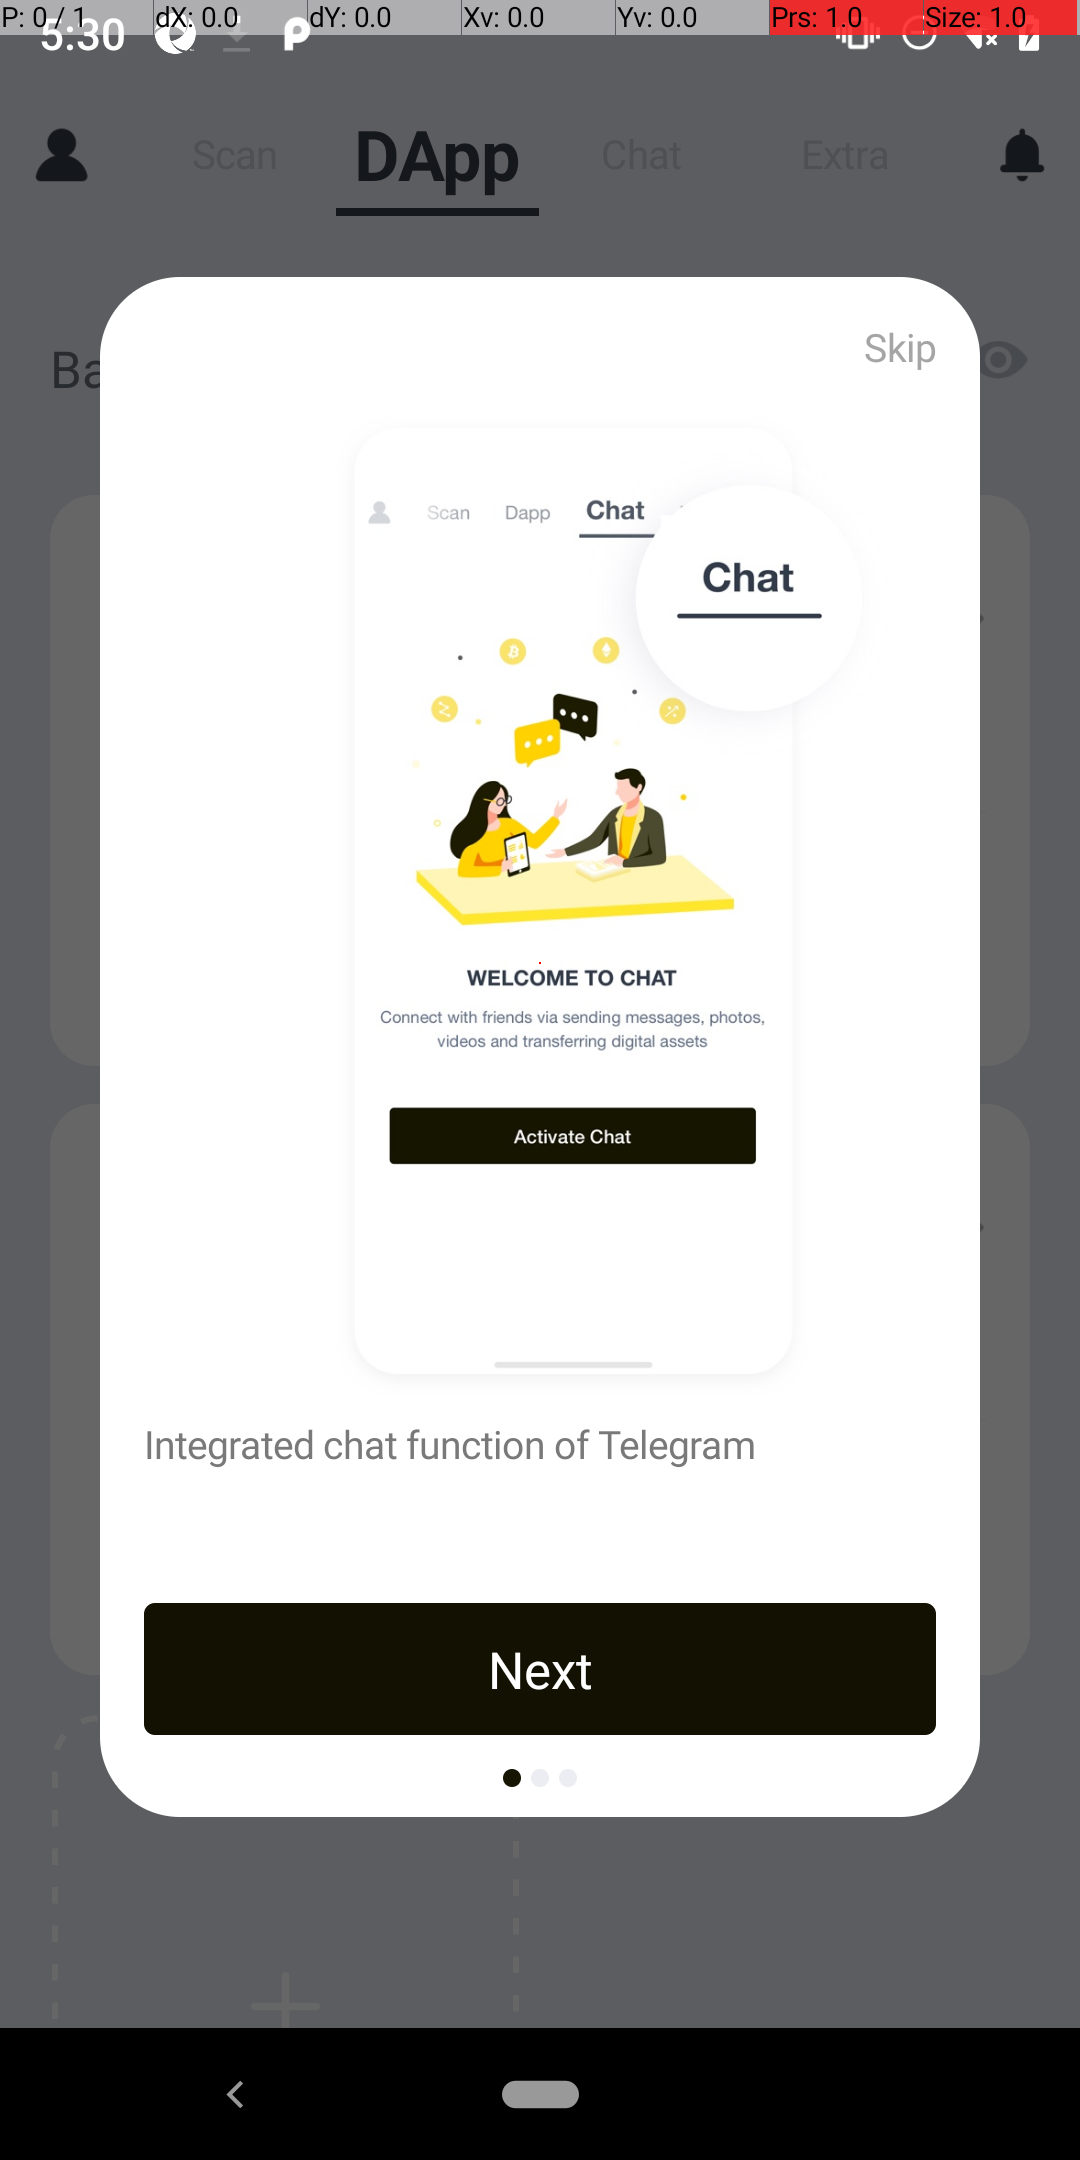 P: 0 / 1 dX: 0.0 dY: 0.0 Xv: 0.0 Yv: 0.0 Prs: 1.0 Size: 1.0
5:30
Scan DApp Chat Extra
Skip
Scan Dapp Chat
Chat
WELCOME TO CHAT
Connect with friends via sending messages, photos,
videos and transferring digital assets
Activate Chat
Integrated chat function of Telegram
Next